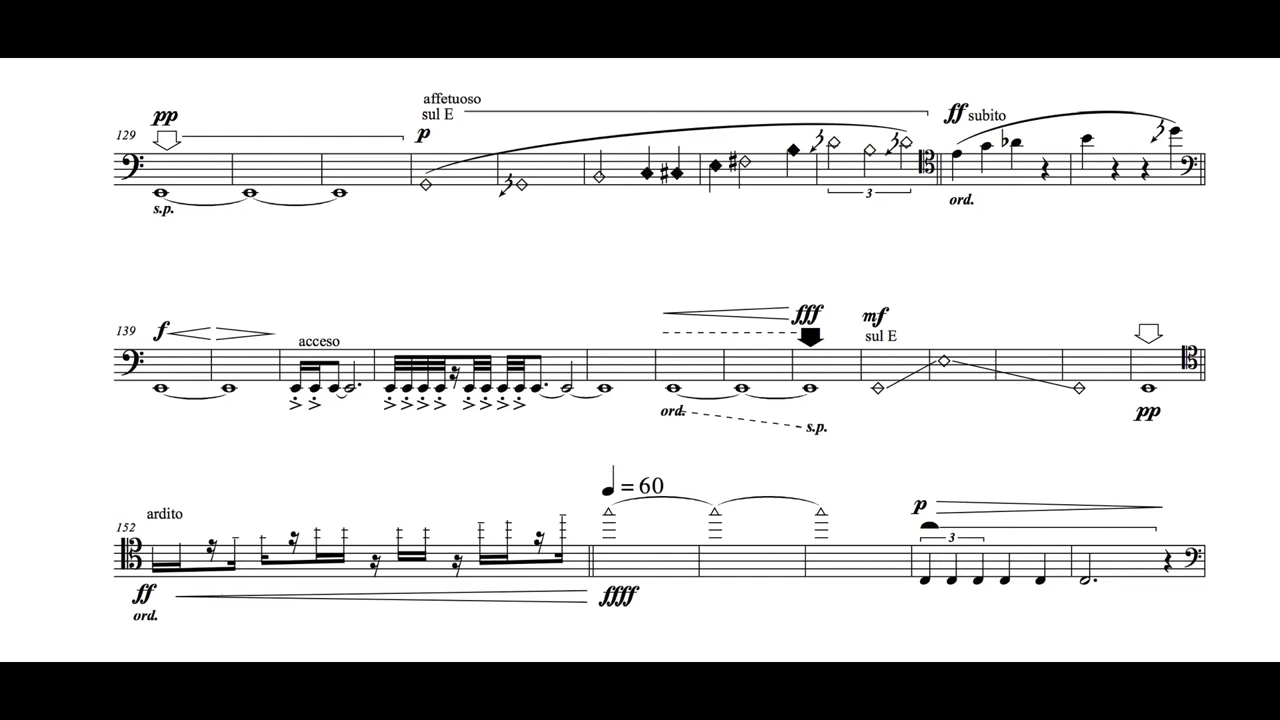 pp
affetuoso
sul E
129
p
ff subito
3
s.p.
ord.
139
f
acceso
fff
mf
sul E
ord.
s.p.
pp
152
ardito
= 60
p
3
ff
ffff
ord.